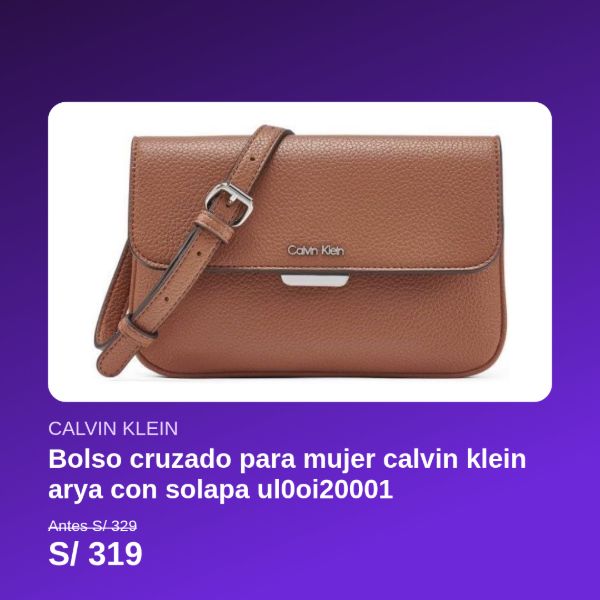 Calvin Klein
CALVIN KLEIN
Bolso cruzado para mujer calvin klein
arya con solapa ul0oi20001
Antes S/ 329
S/ 319